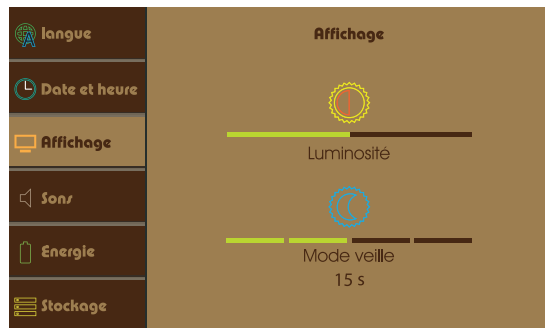 langue
Date et heure
Affichage
Sons
Energie
Stockage
Affichage
Luminosité
Mode veille
15 s